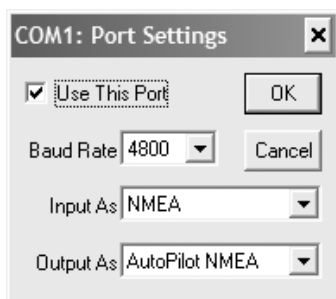 COM1: Port Settings
Use This Port
OK
Baud Rate 4800
Cancel
Input As NMEA
Output As AutoPilot NMEA